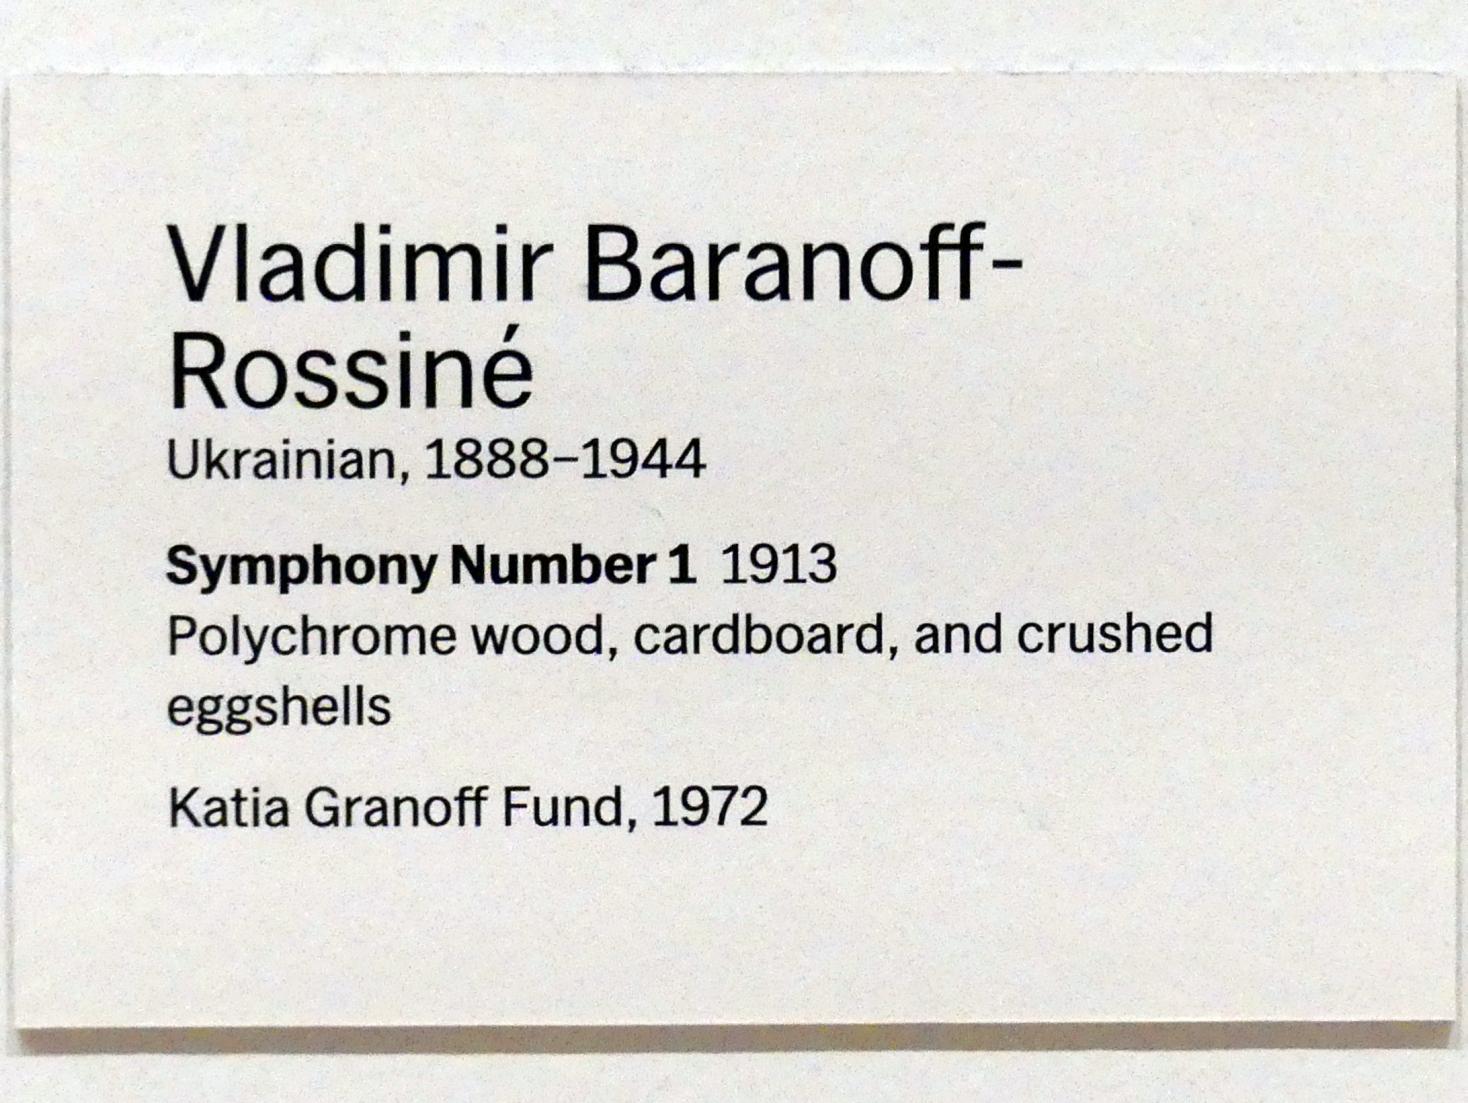 Vladimir Baranoff-
Rossiné
Ukrainian, 1888–1944
Symphony Number 1 1913
Polychrome wood, cardboard, and crushed
eggshells
Katia Granoff Fund, 1972